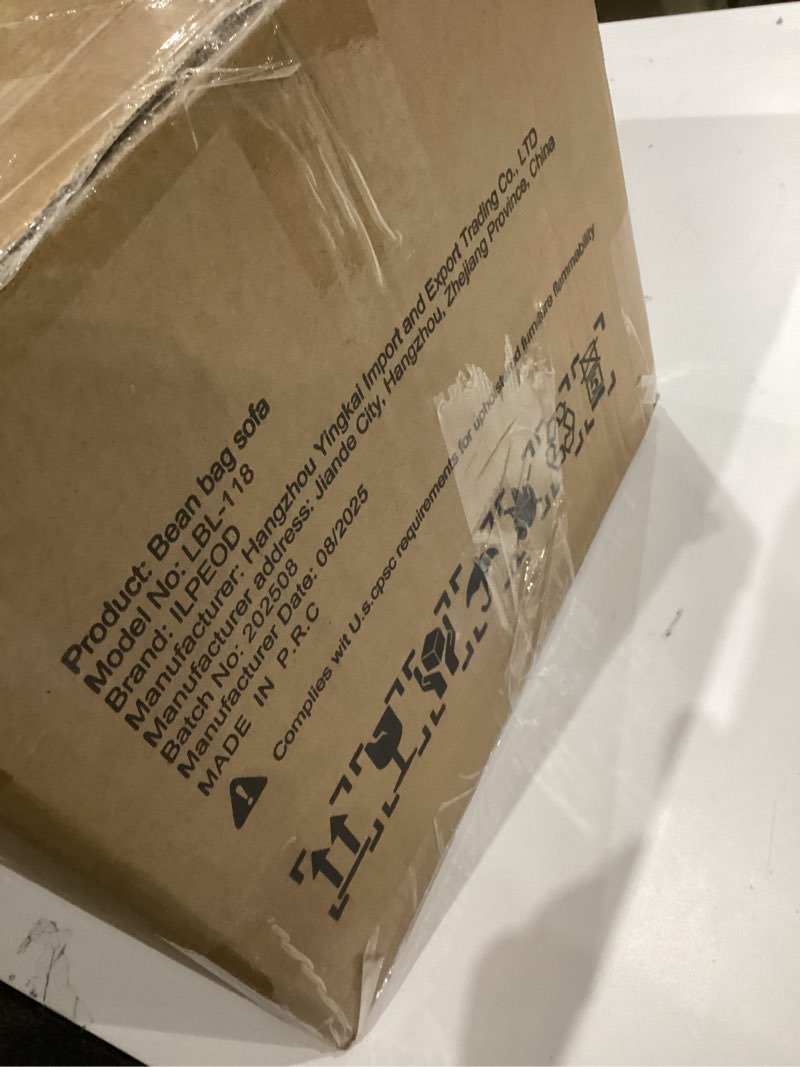 Product: Bean bag sofa
Model No: LBL-118
Brand: ILPEOD
Manufacturer: Hangzhou Yingkai Import and Export Trading Co., LTD
Manufacturer address: Jiande City, Hangzhou, Zhejiang Province, China
Batch No: 202508
Manufacturer Date: 08/2025
MADE IN P.R.C
Complies wit U.s.cpsc requirements for upholstered furniture flammability